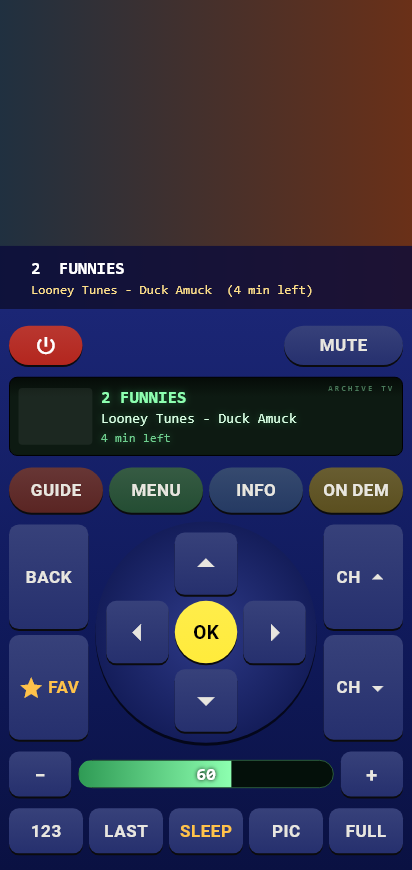 2 FUNNIES
Looney Tunes - Duck Amuck (4 min left)
MUTE
ARCHIVE TV
2 FUNNIES
Looney Tunes - Duck Amuck
4 min left
GUIDE MENU INFO ON DEM
BACK
CH
OK
FAV
CH
- 60 +
123 LAST SLEEP PIC FULL